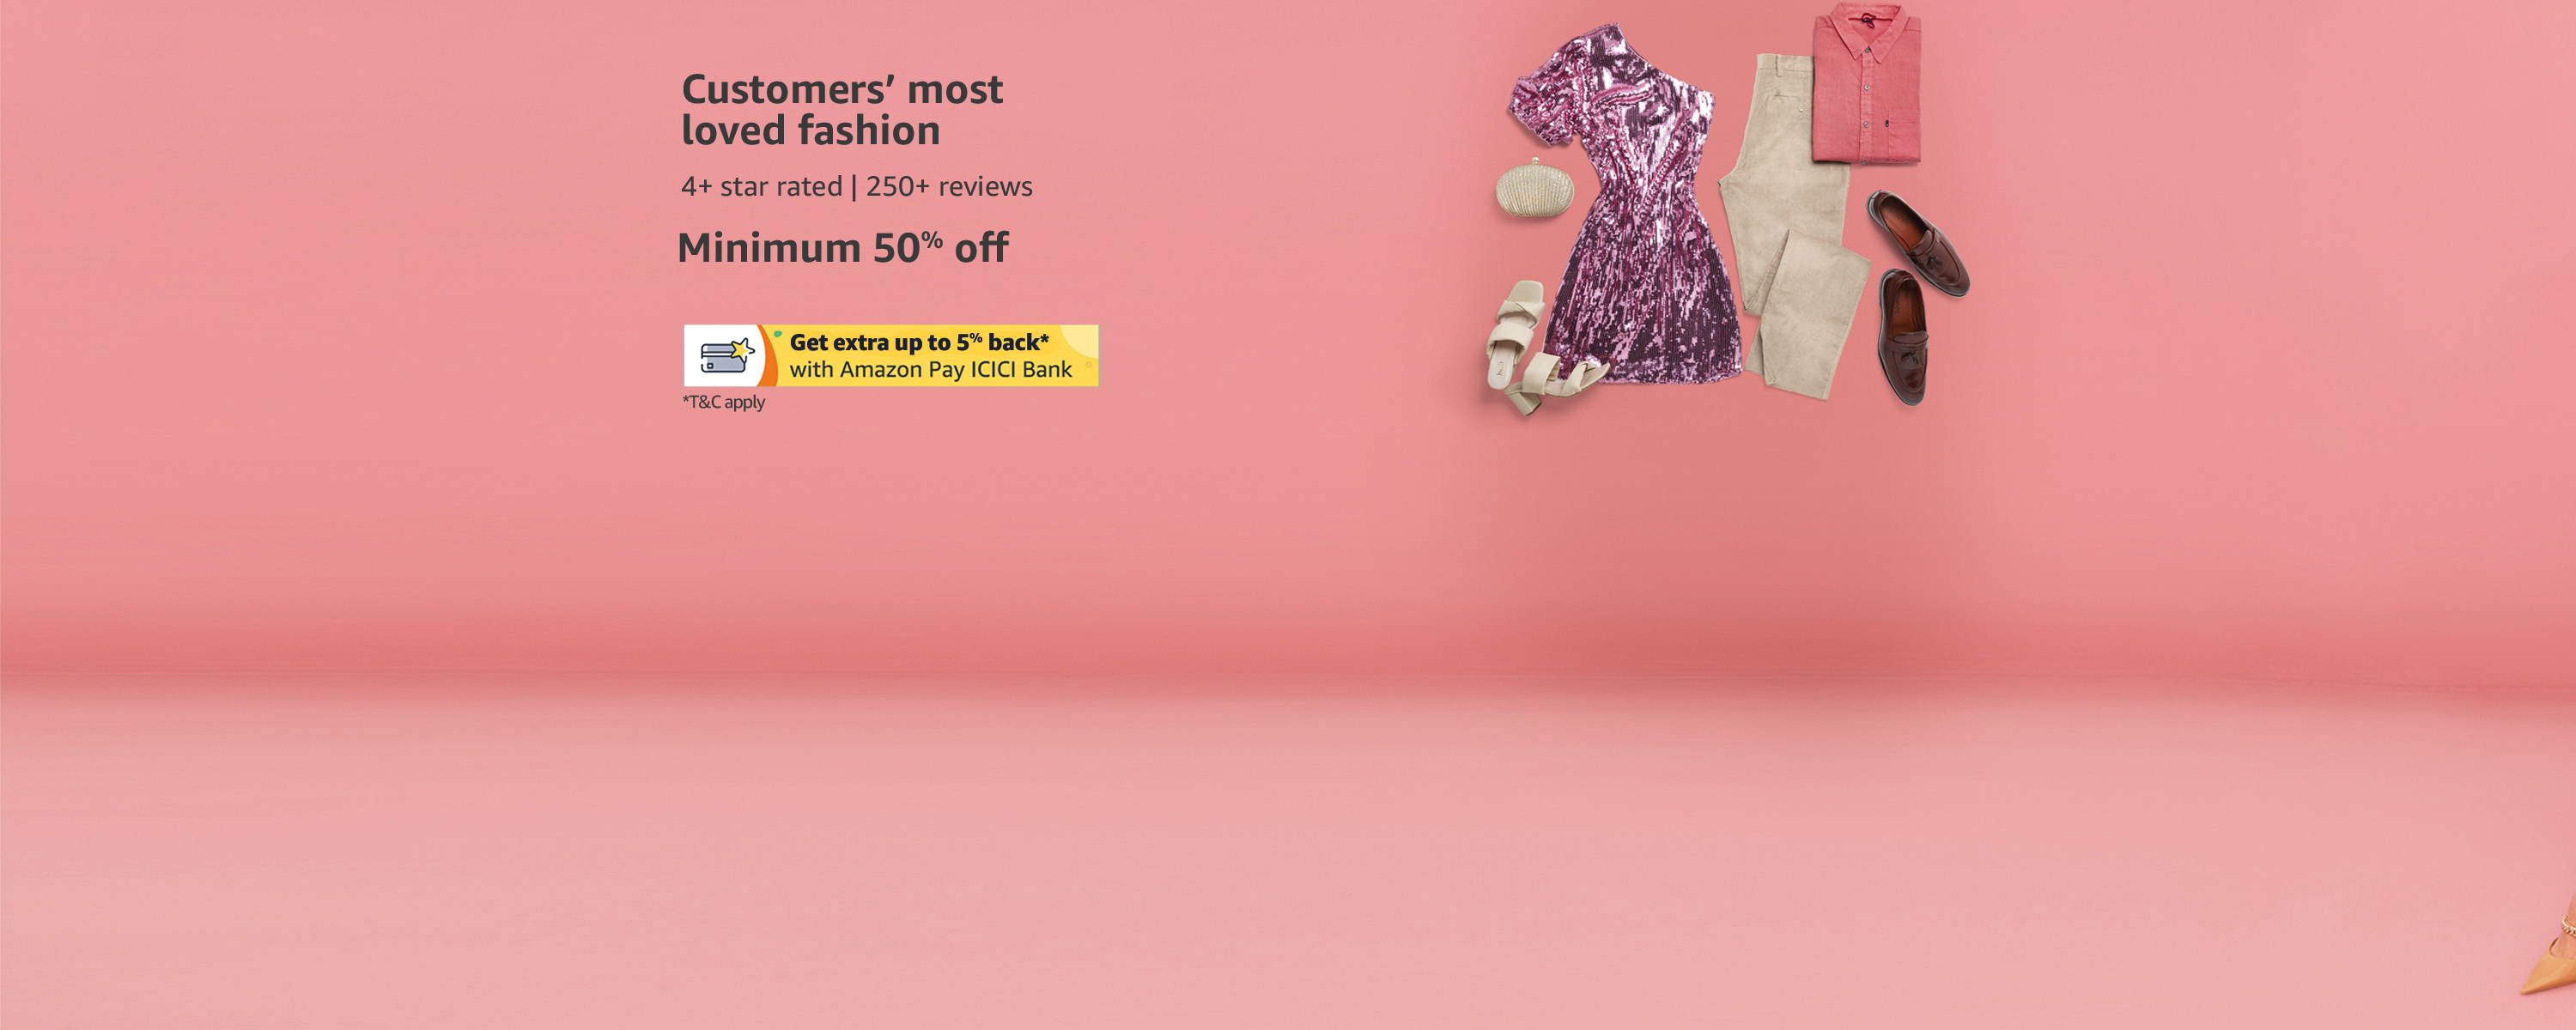 Customers’ most
loved fashion
4+ star rated | 250+ reviews
Minimum 50% off
Get extra up to 5% back*
with Amazon Pay ICICI Bank
*T&C apply